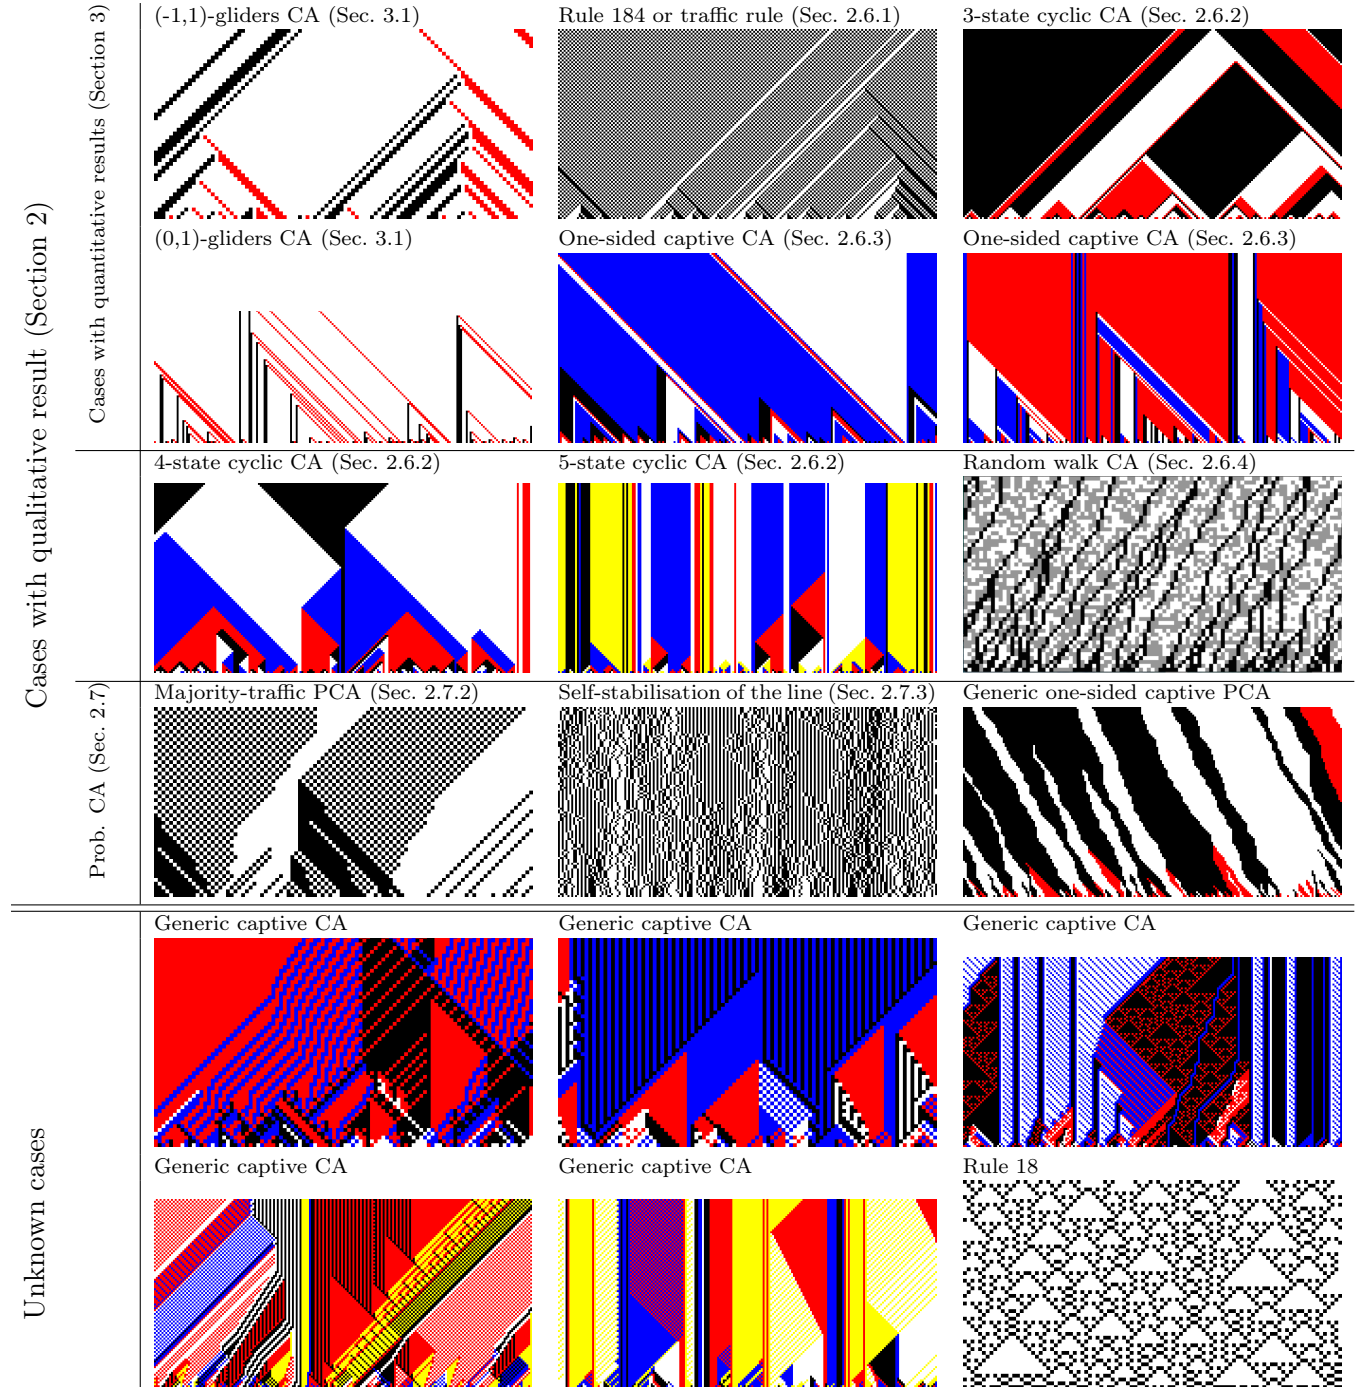 Cases with qualitative result (Section 2)
Cases with quantitative results (Section 3)
(-1,1)-gliders CA (Sec. 3.1)
Rule 184 or traffic rule (Sec. 2.6.1)
3-state cyclic CA (Sec. 2.6.2)
(0,1)-gliders CA (Sec. 3.1)
One-sided captive CA (Sec. 2.6.3)
One-sided captive CA (Sec. 2.6.3)
4-state cyclic CA (Sec. 2.6.2)
5-state cyclic CA (Sec. 2.6.2)
Random walk CA (Sec. 2.6.4)
Prob. CA (Sec. 2.7)
Majority-traffic PCA (Sec. 2.7.2)
Self-stabilisation of the line (Sec. 2.7.3)
Generic one-sided captive PCA
Unknown cases
Generic captive CA
Generic captive CA
Generic captive CA
Generic captive CA
Generic captive CA
Rule 18